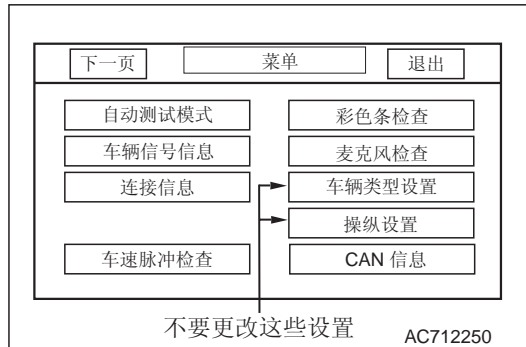 下一页 菜单 退出
自动测试模式 彩色条检查
车辆信号信息 麦克风检查
连接信息 车辆类型设置
操纵设置
车速脉冲检查 CAN 信息
不要更改这些设置
AC712250